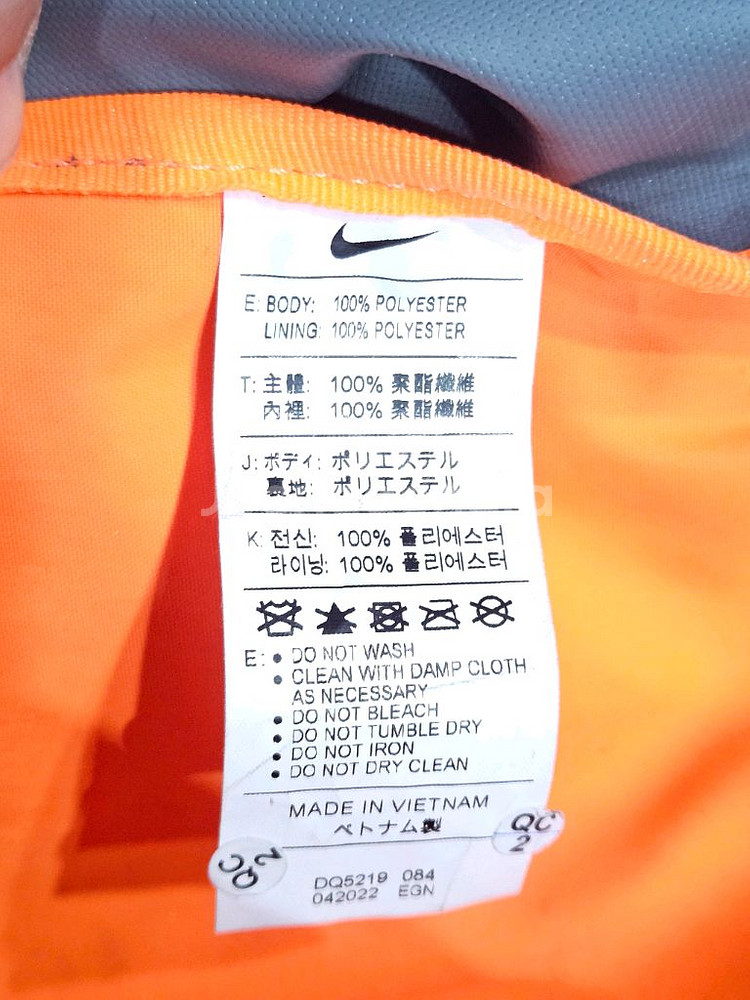 E: BODY: 100% POLYESTER
LINING: 100% POLYESTER
T: 主體: 100% 聚酯纖維
內裡: 100% 聚酯纖維
J: ボディ: ポリエステル
裏地: ポリエステル
K: 전신: 100% 폴리에스터
라이닝: 100% 폴리에스터
E: • DO NOT WASH
• CLEAN WITH DAMP CLOTH
AS NECESSARY
• DO NOT BLEACH
• DO NOT TUMBLE DRY
• DO NOT IRON
• DO NOT DRY CLEAN
MADE IN VIETNAM
ベトナム製
QC
2
QC
2
DQ5219 084
042022 EGN